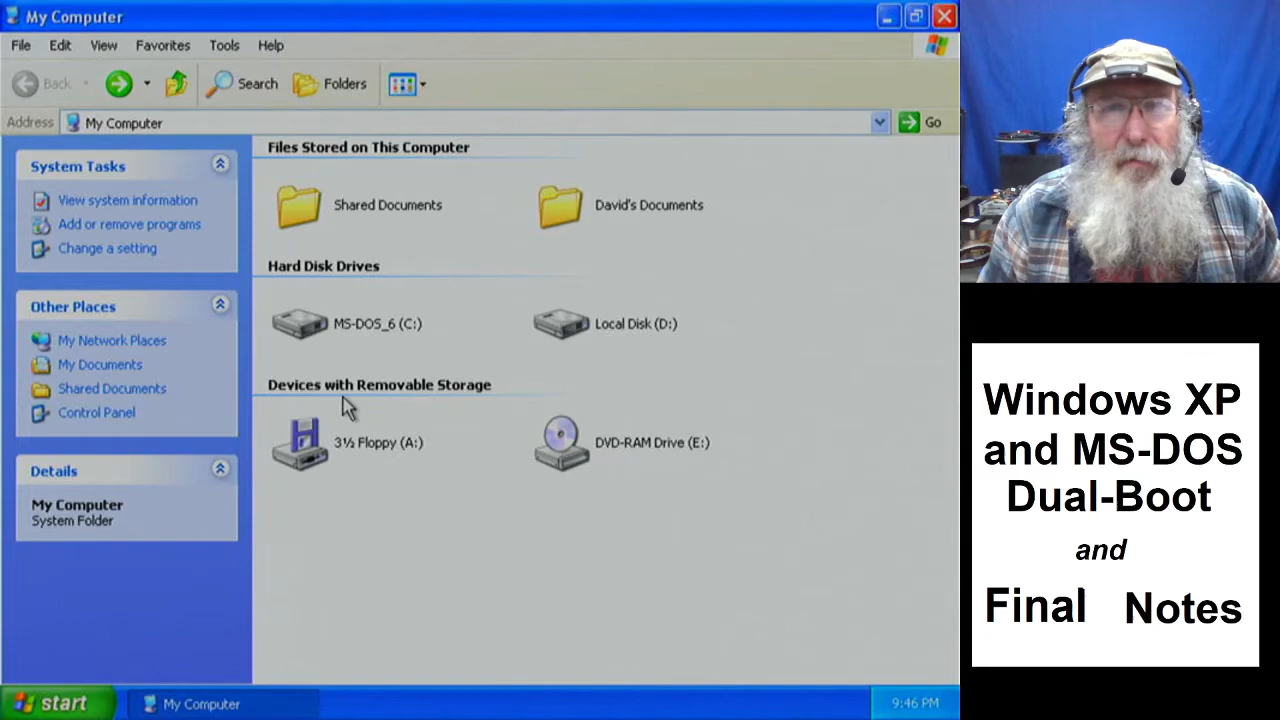 My Computer
File Edit View Favorites Tools Help
Back Search Folders
Address My Computer Go
System Tasks
View system information
Add or remove programs
Change a setting
Other Places
My Network Places
My Documents
Shared Documents
Control Panel
Details
My Computer
System Folder
Files Stored on This Computer
Shared Documents David's Documents
Hard Disk Drives
MS-DOS_6 (C:) Local Disk (D:)
Devices with Removable Storage
3½ Floppy (A:) DVD-RAM Drive (E:)
start My Computer 9:46 PM
Windows XP
and MS-DOS
Dual-Boot
and
Final Notes